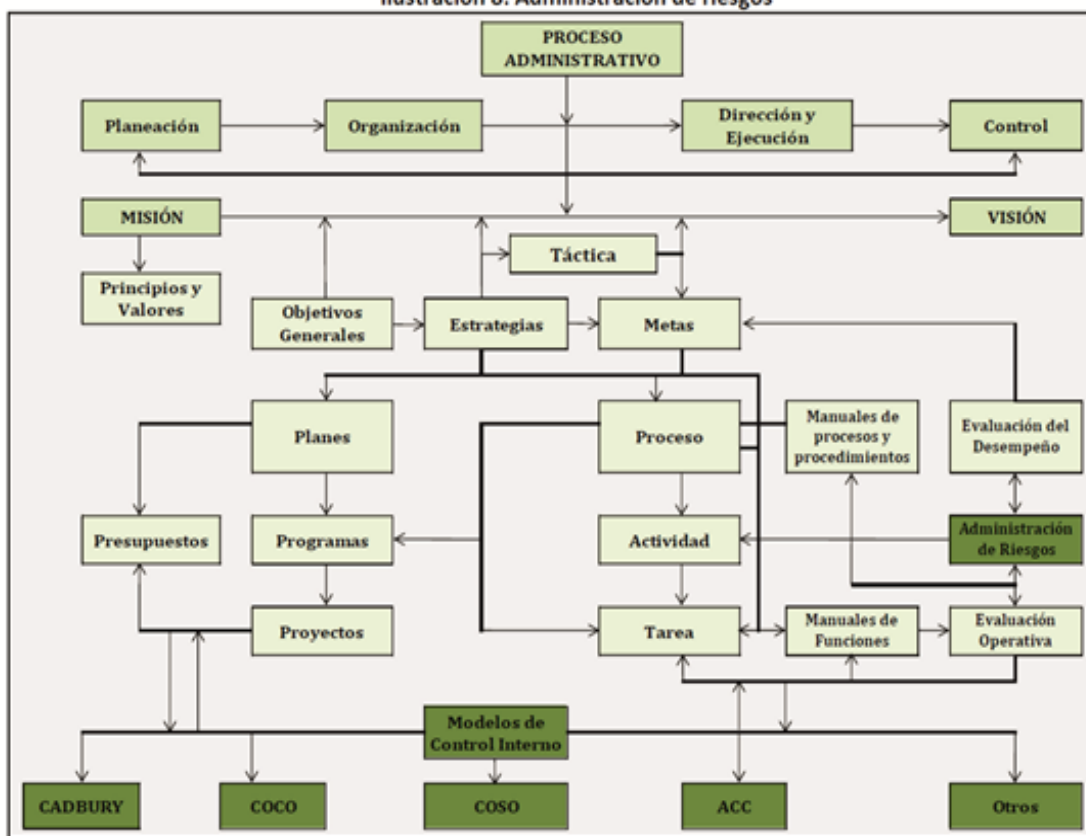 Ilustración 8. Administración de riesgos
PROCESO
ADMINISTRATIVO
Planeación
Organización
Dirección y
Ejecución
Control
MISIÓN
VISIÓN
Táctica
Principios y
Valores
Objetivos
Generales
Estrategias
Metas
Planes
Proceso
Manuales de
procesos y
procedimientos
Evaluación del
Desempeño
Presupuestos
Programas
Actividad
Administración
de Riesgos
Proyectos
Tarea
Manuales de
Funciones
Evaluación
Operativa
Modelos de
Control Interno
CADBURY
COCO
COSO
ACC
Otros